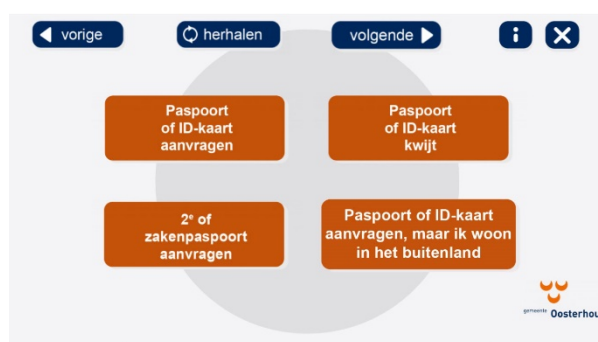 vorige
herhalen
volgende
Paspoort
of ID-kaart
aanvragen
Paspoort
of ID-kaart
kwijt
2e of
zakenpaspoort
aanvragen
Paspoort of ID-kaart
aanvragen, maar ik woon
in het buitenland
gemeente Oosterhou